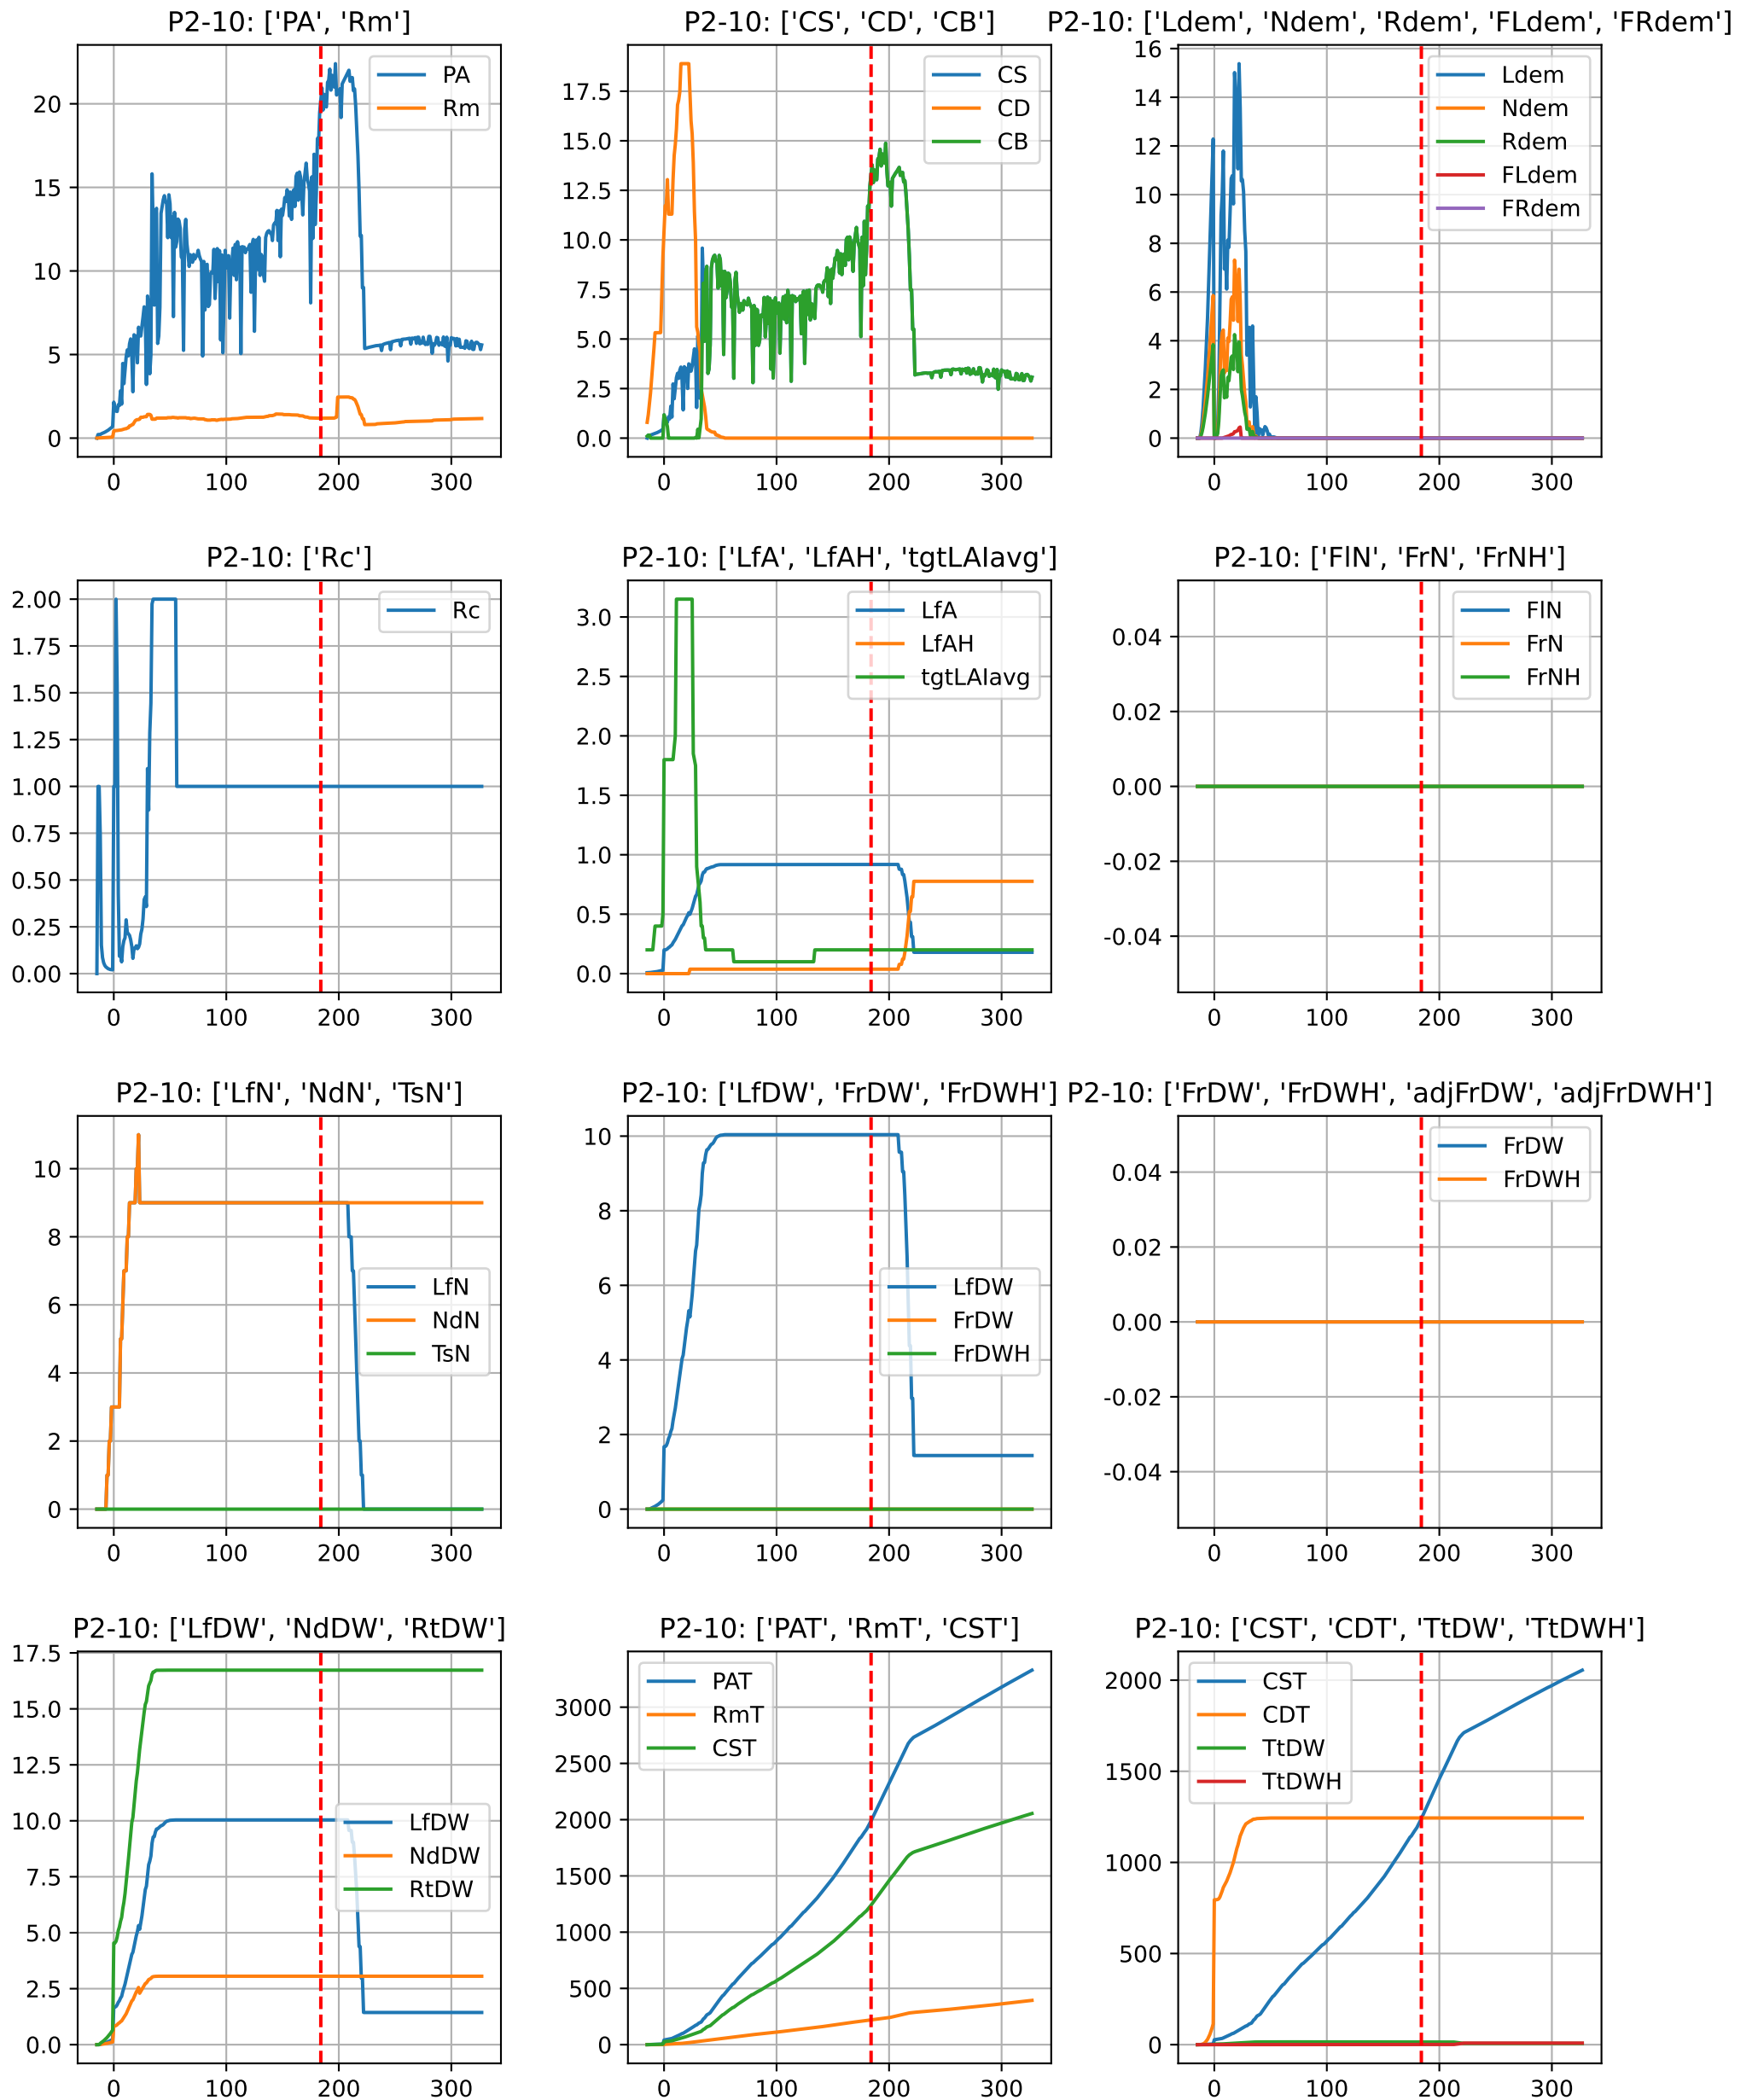 P2-10: ['PA', 'Rm']
PA
Rm
20
15
10
5
0
0 100 200 300
P2-10: ['CS', 'CD', 'CB']
CS
CD
CB
17.5
15.0
12.5
10.0
7.5
5.0
2.5
0.0
0 100 200 300
P2-10: ['Ldem', 'Ndem', 'Rdem', 'FLdem', 'FRdem']
Ldem
Ndem
Rdem
FLdem
FRdem
16
14
12
10
8
6
4
2
0
0 100 200 300
P2-10: ['Rc']
Rc
2.00
1.75
1.50
1.25
1.00
0.75
0.50
0.25
0.00
0 100 200 300
P2-10: ['LfA', 'LfAH', 'tgtLAIavg']
LfA
LfAH
tgtLAIavg
3.0
2.5
2.0
1.5
1.0
0.5
0.0
0 100 200 300
P2-10: ['FlN', 'FrN', 'FrNH']
FlN
FrN
FrNH
0.04
0.02
0.00
-0.02
-0.04
0 100 200 300
P2-10: ['LfN', 'NdN', 'TsN']
LfN
NdN
TsN
10
8
6
4
2
0
0 100 200 300
P2-10: ['LfDW', 'FrDW', 'FrDWH']
LfDW
FrDW
FrDWH
10
8
6
4
2
0
0 100 200 300
P2-10: ['FrDW', 'FrDWH', 'adjFrDW', 'adjFrDWH']
FrDW
FrDWH
0.04
0.02
0.00
-0.02
-0.04
0 100 200 300
P2-10: ['LfDW', 'NdDW', 'RtDW']
LfDW
NdDW
RtDW
17.5
15.0
12.5
10.0
7.5
5.0
2.5
0.0
0 100 200 300
P2-10: ['PAT', 'RmT', 'CST']
PAT
RmT
CST
3000
2500
2000
1500
1000
500
0
0 100 200 300
P2-10: ['CST', 'CDT', 'TtDW', 'TtDWH']
CST
CDT
TtDW
TtDWH
2000
1500
1000
500
0
0 100 200 300